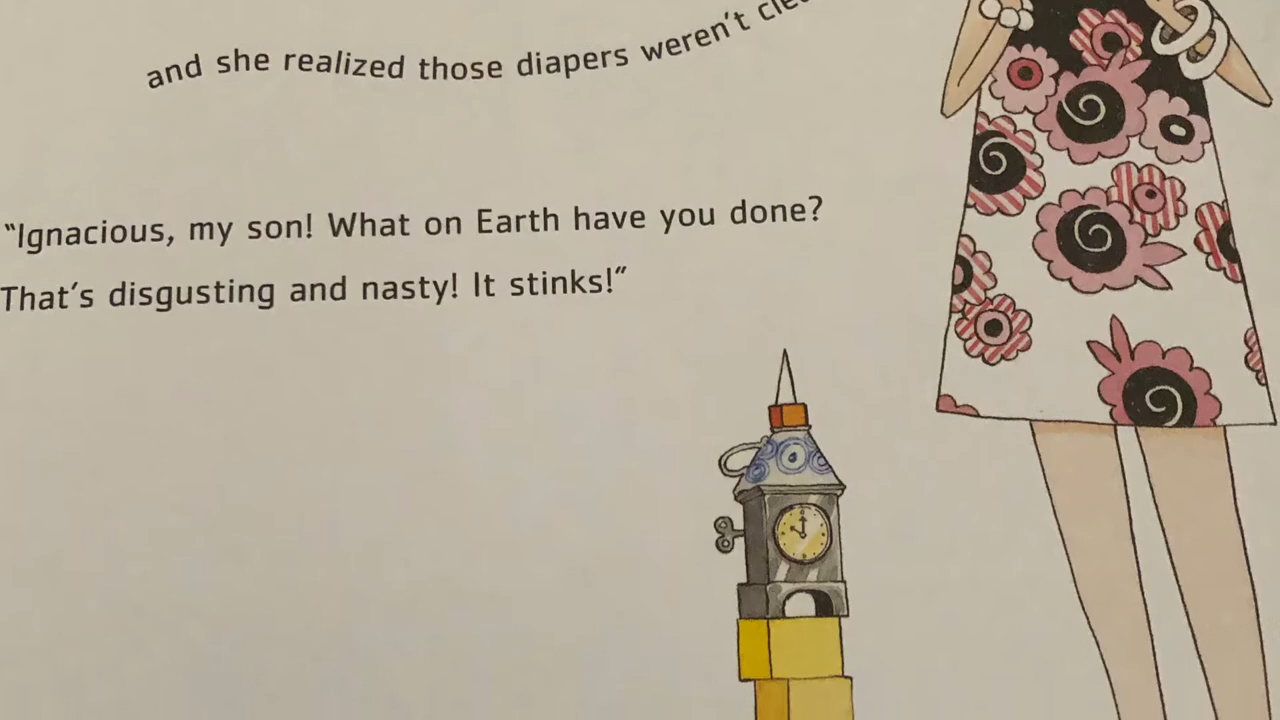 and she realized those diapers weren't
"Ignacious, my son! What on Earth have you done?
That's disgusting and nasty! It stinks!"